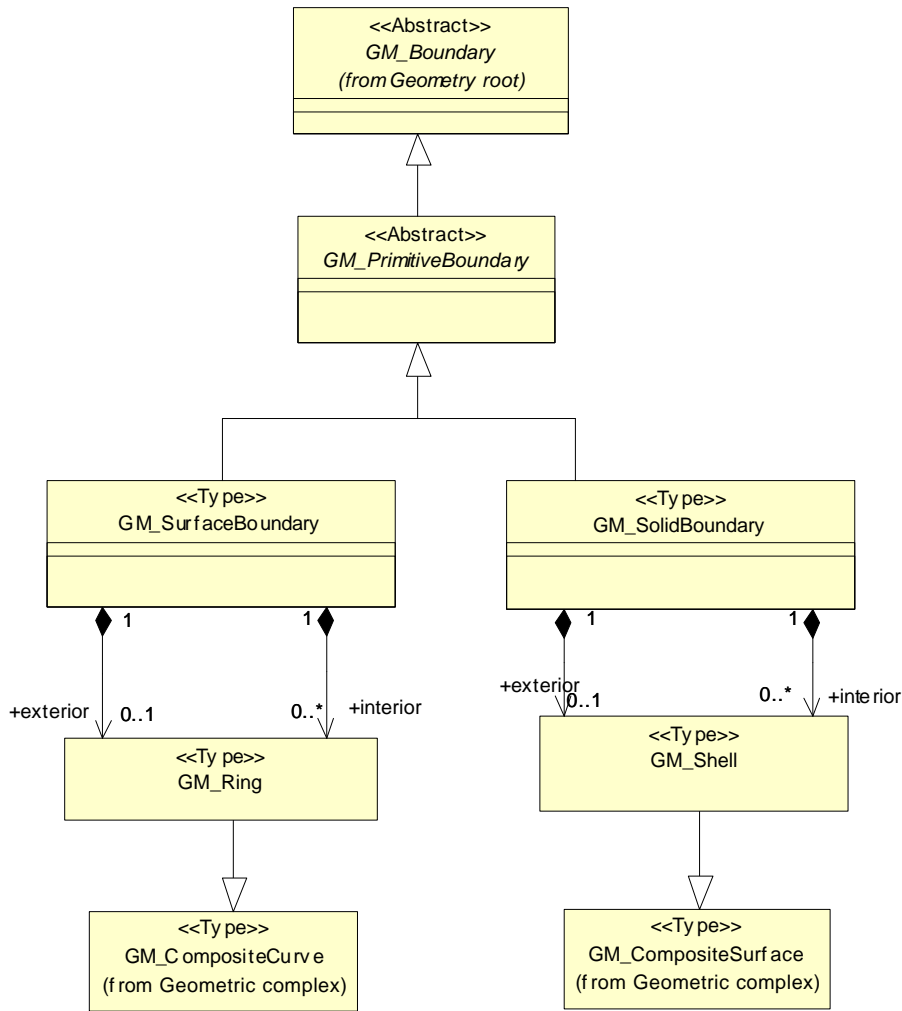 <<Abstract>>
GM_Boundary
(from Geometry root)
<<Abstract>>
GM_PrimitiveBoundary
<<Type>>
GM_SurfaceBoundary
<<Type>>
GM_SolidBoundary
1
1
1
1
+exterior
0..1
0..*
+interior
+exterior
0..1
0..*
+interior
<<Type>>
GM_Ring
<<Type>>
GM_Shell
<<Type>>
GM_CompositeCurve
(from Geometric complex)
<<Type>>
GM_CompositeSurface
(from Geometric complex)